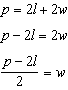 p = 2l + 2w
p − 2l = 2w
(p − 2l)/2 = w